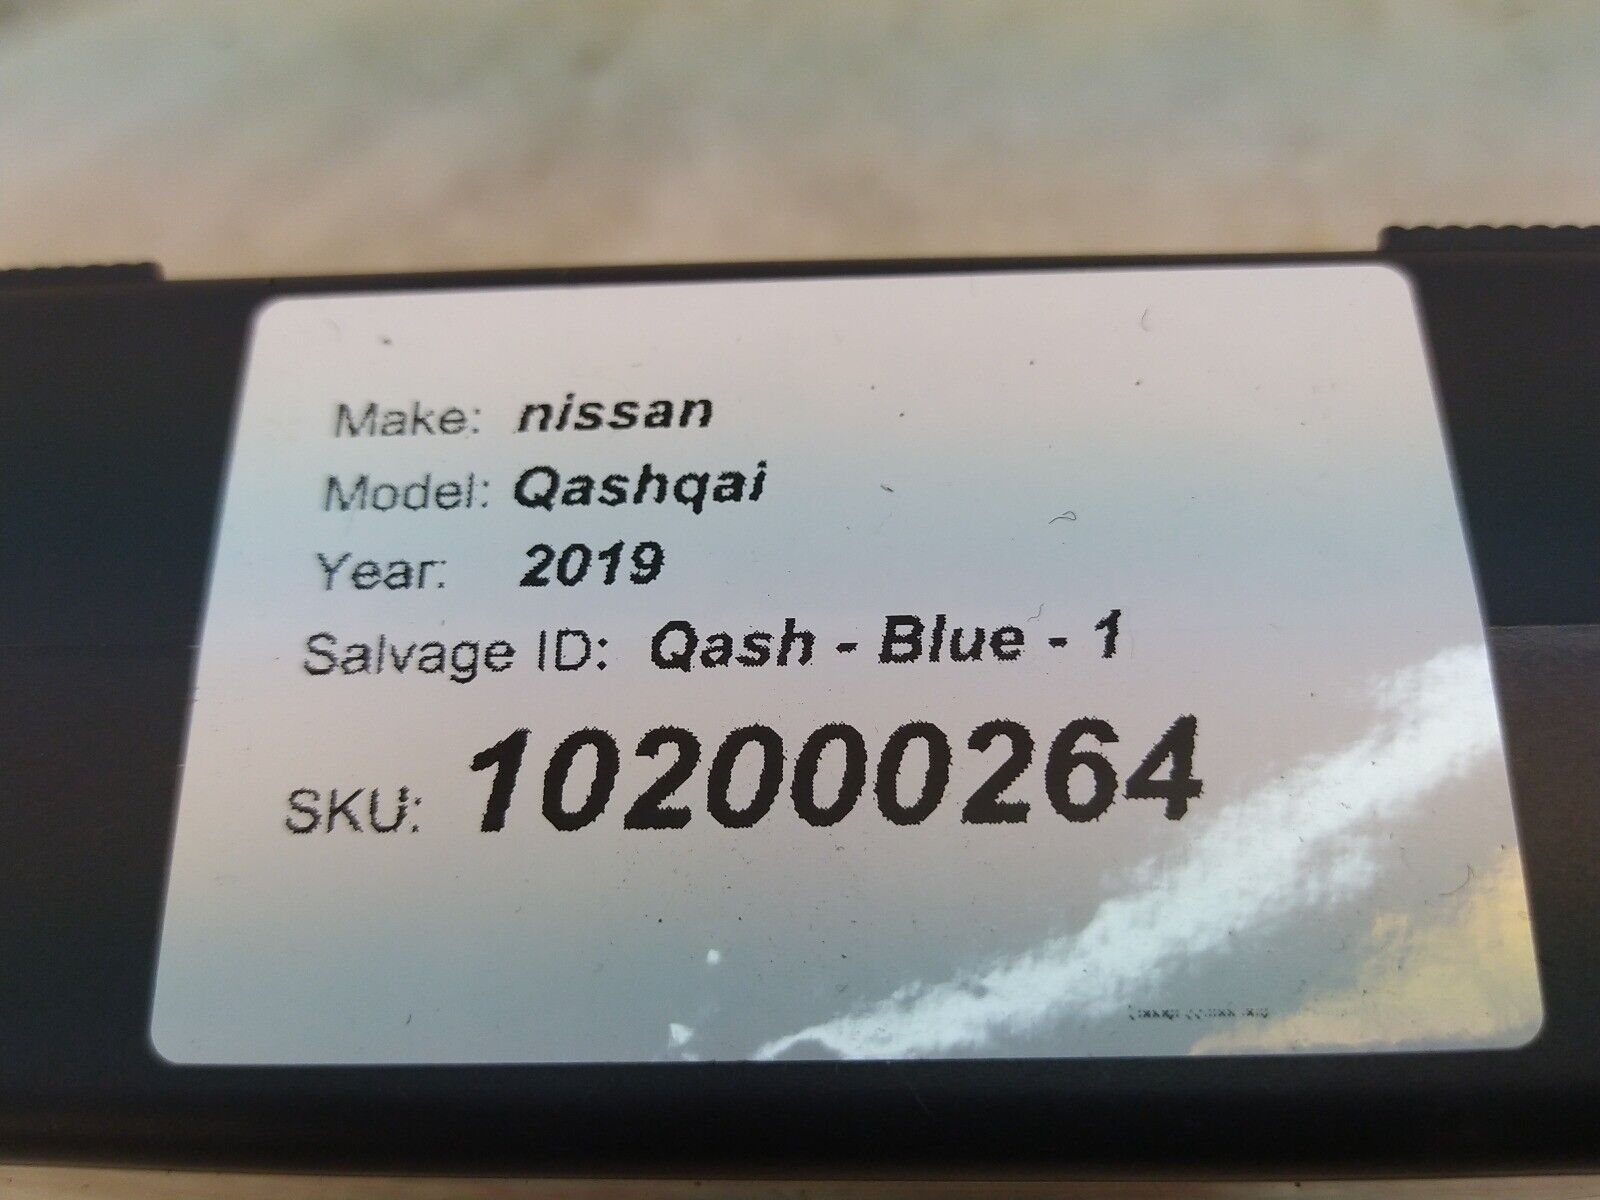 Make: nissan
Model: Qashqai
Year: 2019
Salvage ID: Qash - Blue - 1
SKU: 102000264